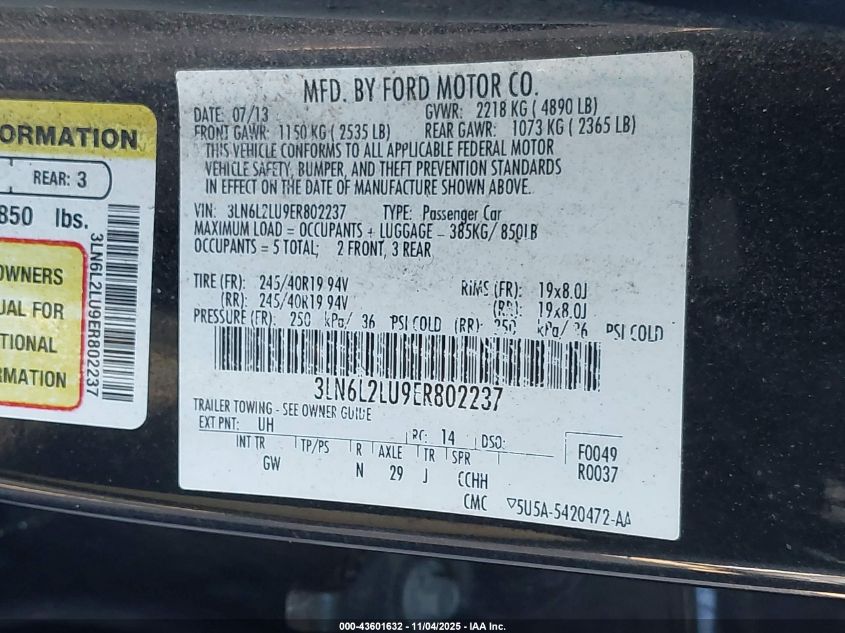 ORMATION
REAR: 3
850 lbs.
OWNERS
UAL FOR
TIONAL
RMATION
3LN6L2LU9ER802237
MFD. BY FORD MOTOR CO.
DATE: 07/13 GVWR: 2218 KG ( 4890 LB)
FRONT GAWR: 1150 KG ( 2535 LB) REAR GAWR: 1073 KG ( 2365 LB)
THIS VEHICLE CONFORMS TO ALL APPLICABLE FEDERAL MOTOR
VEHICLE SAFETY, BUMPER, AND THEFT PREVENTION STANDARDS
IN EFFECT ON THE DATE OF MANUFACTURE SHOWN ABOVE.
VIN: 3LN6L2LU9ER802237 TYPE: Passenger Car
MAXIMUM LOAD = OCCUPANTS + LUGGAGE - 385KG/ 850LB
OCCUPANTS = 5 TOTAL; 2 FRONT, 3 REAR
TIRE (FR): 245/40R19 94V RiMS (FR): 19x8.0J
(RR): 245/40R19 94V (RR): 19x8.0J
PRESSURE (FR): 250 kPa/ 36 PSI COLD (RR): 250 kPa/ 36 PSI COLD
3LN6L2LU9ER802237
TRAILER TOWING - SEE OWNER GUIDE
EXT PNT: UH RC: 14 DSO: F0049
INT TR TP/PS R AXLE TR SPR R0037
GW N 29 J CCHH
CMC ▽5U5A-5420472-AA
000-43601632 - 11/04/2025 - IAA Inc.